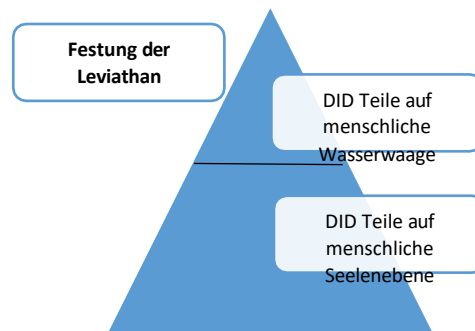 Festung der
Leviathan
DID Teile auf
menschliche
Wasserwaage
DID Teile auf
menschliche
Seelenebene